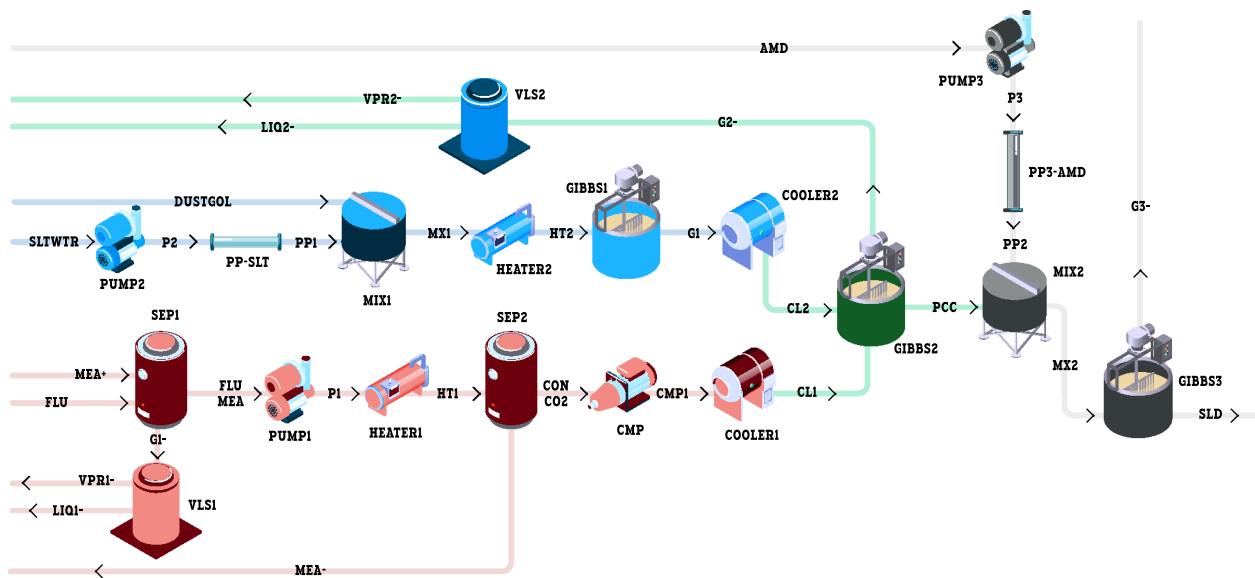 AMD
PUMP3
VPR2-
VLS2
P3
LIQ2-
G2-
PP3-AMD
GIBBS1
DUSTGOL
COOLER2
G3-
SLTWTR
P2
PP1
MX1
HT2
G1
PP2
PP-SLT
HEATER2
PUMP2
MIX1
MIX2
SEP1
SEP2
CL2
PCC
GIBBS2
MEA+
FLU
MEA
P1
HT1
CON
CO2
CMP1
CL1
MX2
GIBBS3
FLU
SLD
PUMP1
HEATER1
CMP
COOLER1
G1-
VPR1-
VLS1
LIQ1-
MEA-